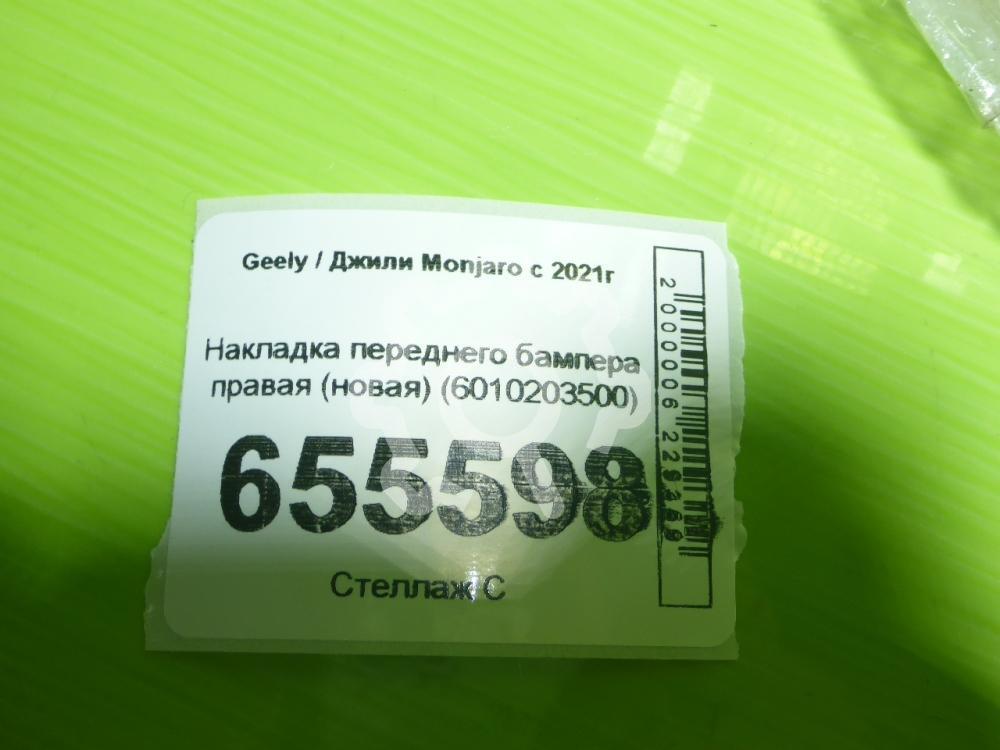 Geely / Джили Monjaro с 2021г
Накладка переднего бампера
правая (новая) (6010203500)
655598
Стеллаж С